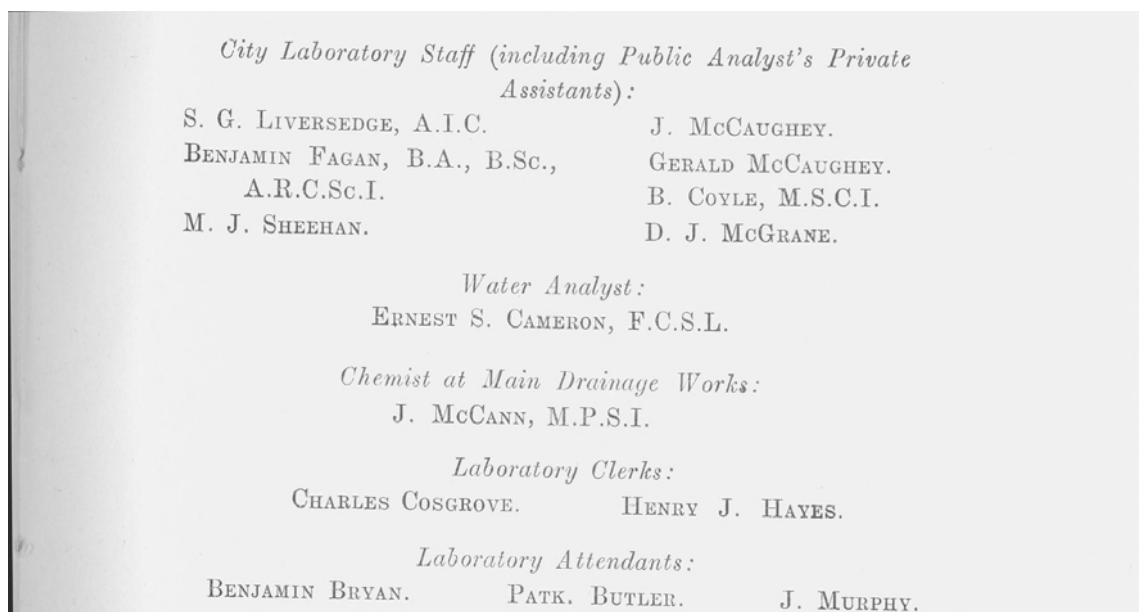 City Laboratory Staff (including Public Analyst's Private
Assistants):
S. G. LIVERSEDGE, A.I.C.
BENJAMIN FAGAN, B.A., B.Sc.,
A.R.C.Sc.I.
M. J. SHEEHAN.
J. McCAUGHEY.
GERALD McCAUGHEY.
B. COYLE, M.S.C.I.
D. J. McGRANE.
Water Analyst:
ERNEST S. CAMERON, F.C.S.L.
Chemist at Main Drainage Works:
J. McCANN, M.P.S.I.
Laboratory Clerks:
CHARLES COSGROVE. HENRY J. HAYES.
Laboratory Attendants:
BENJAMIN BRYAN. PATK. BUTLER. J. MURPHY.